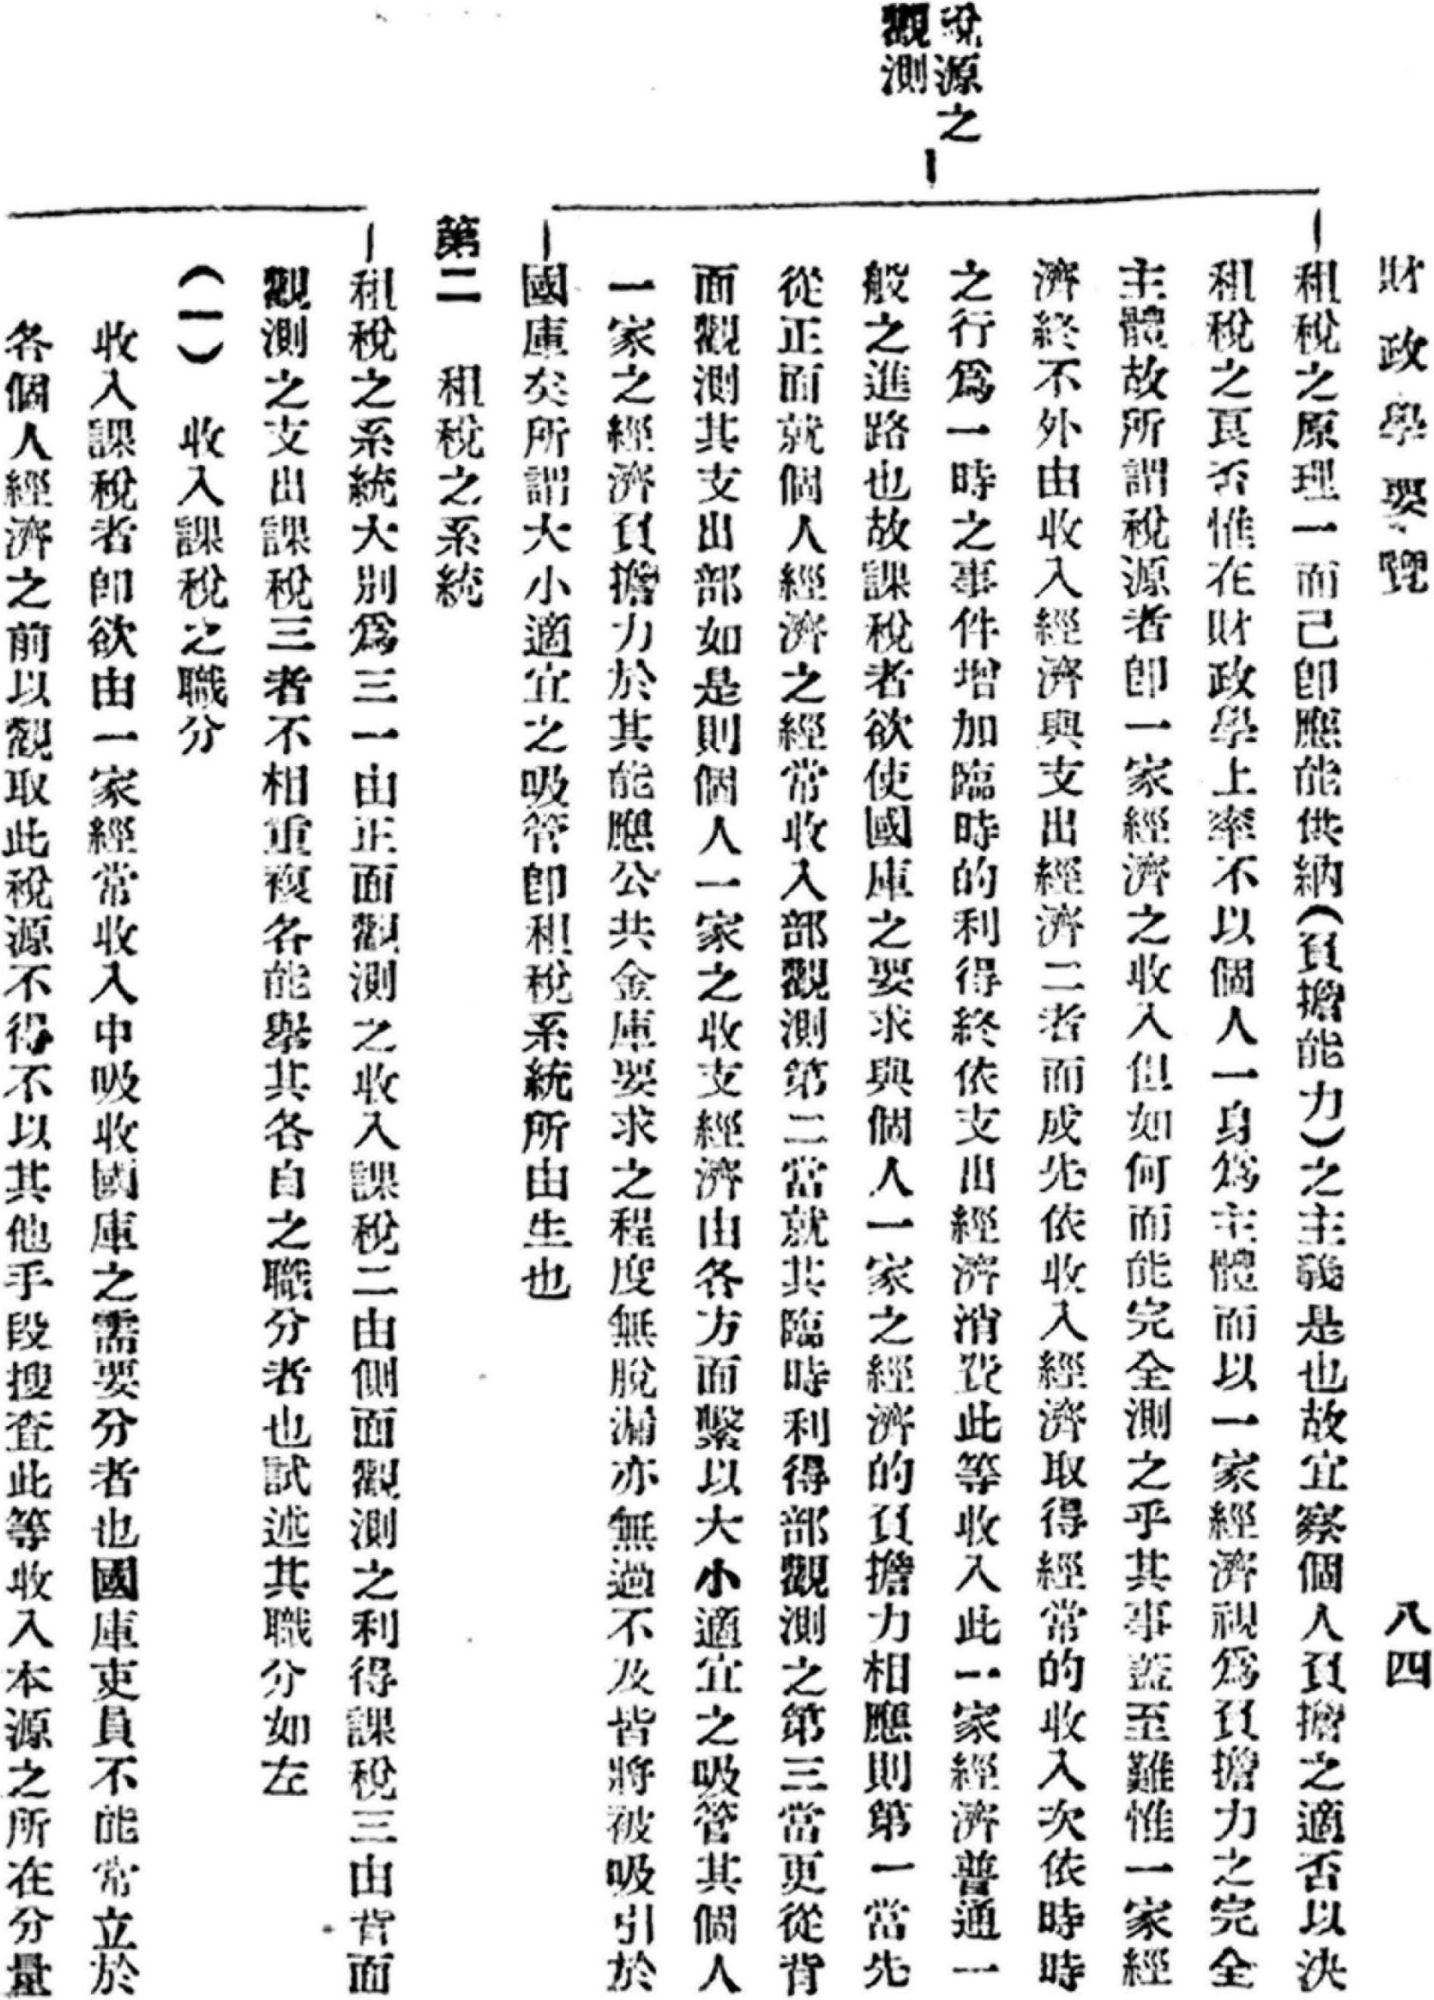 財政學要覽
八四
稅源之
觀測
租稅之原理一而己卽應能供納(負擔能力)之主義是也故宜察個人負擔之適否以決
租稅之良否惟在財政學上率不以個人一身爲主體而以一家經濟視爲負擔力之完全
主體故所謂稅源者卽一家經濟之收入但如何而能完全測之乎其事蓋至難惟一家經
濟終不外由收入經濟與支出經濟二者而成先依收入經濟取得經常的收入次依時時
之行爲一時之事件增加臨時的利得終依支出經濟消費此等收入此一家經濟普通一
般之進路也故課稅者欲使國庫之要求與個人一家之經濟的負擔力相應則第一當先
從正面就個人經濟之經常收入部觀測第二當就其臨時利得部觀測之第三當更從背
面觀測其支出部如是則個人一家之收支經濟由各方面繫以大小適宜之吸管其個人
一家之經濟負擔力於其能應公共金庫要求之程度無脫漏亦無過不及皆將被吸引於
國庫矣所謂大小適宜之吸管卽租稅系統所由生也
第二 租稅之系統
租稅之系統大別爲三一由正面觀測之收入課稅二由側面觀測之利得課稅三由背面
觀測之支出課稅三者不相重複各能舉其各自之職分者也試述其職分如左
(一) 收入課稅之職分
收入課稅者卽欲由一家經常收入中吸收國庫之需要分者也國庫吏員不能常立於
各個人經濟之前以觀取此稅源不得不以其他手段搜查此等收入本源之所在分量